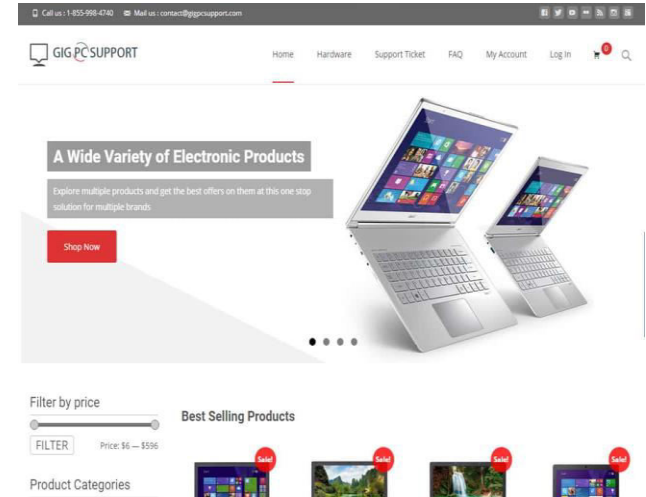 Call us : 1-855-998-4740 Mail us : contact@gigpcsupport.com
GIG PC SUPPORT
Home Hardware Support Ticket FAQ My Account Log In 0
A Wide Variety of Electronic Products
Explore multiple products and get the best offers on them at this one stop
solution for multiple brands
Shop Now
Filter by price
Best Selling Products
FILTER Price: $6 — $596
Sale! Sale! Sale! Sale!
Product Categories